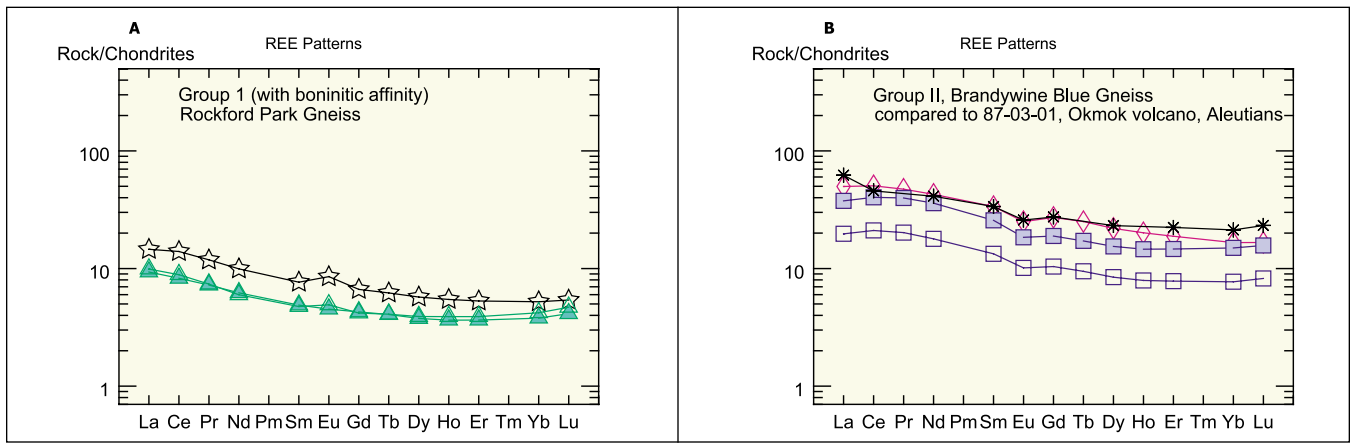 A
Rock/Chondrites
REE Patterns
Group 1 (with boninitic affinity)
Rockford Park Gneiss
100
10
1
La Ce Pr Nd Pm Sm Eu Gd Tb Dy Ho Er Tm Yb Lu
B
Rock/Chondrites
REE Patterns
Group II, Brandywine Blue Gneiss
compared to 87-03-01, Okmok volcano, Aleutians
100
10
1
La Ce Pr Nd Pm Sm Eu Gd Tb Dy Ho Er Tm Yb Lu